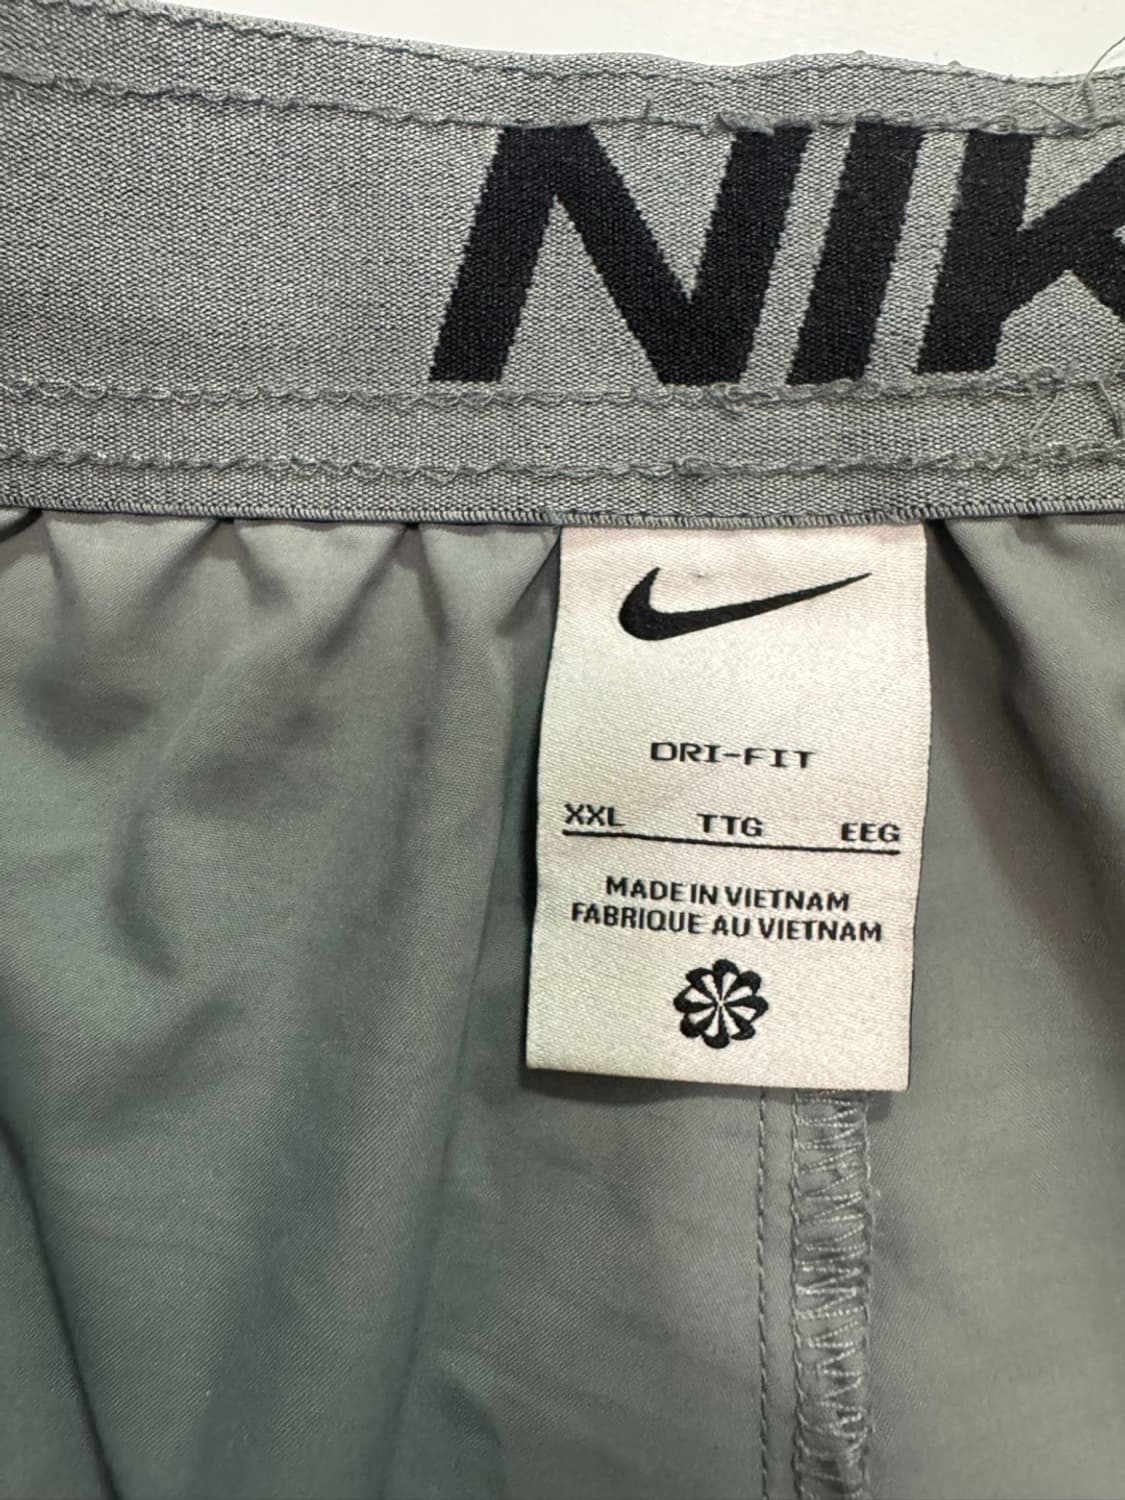 NIK
DRI-FIT
XXL TTG EEG
MADE IN VIETNAM
FABRIQUE AU VIETNAM